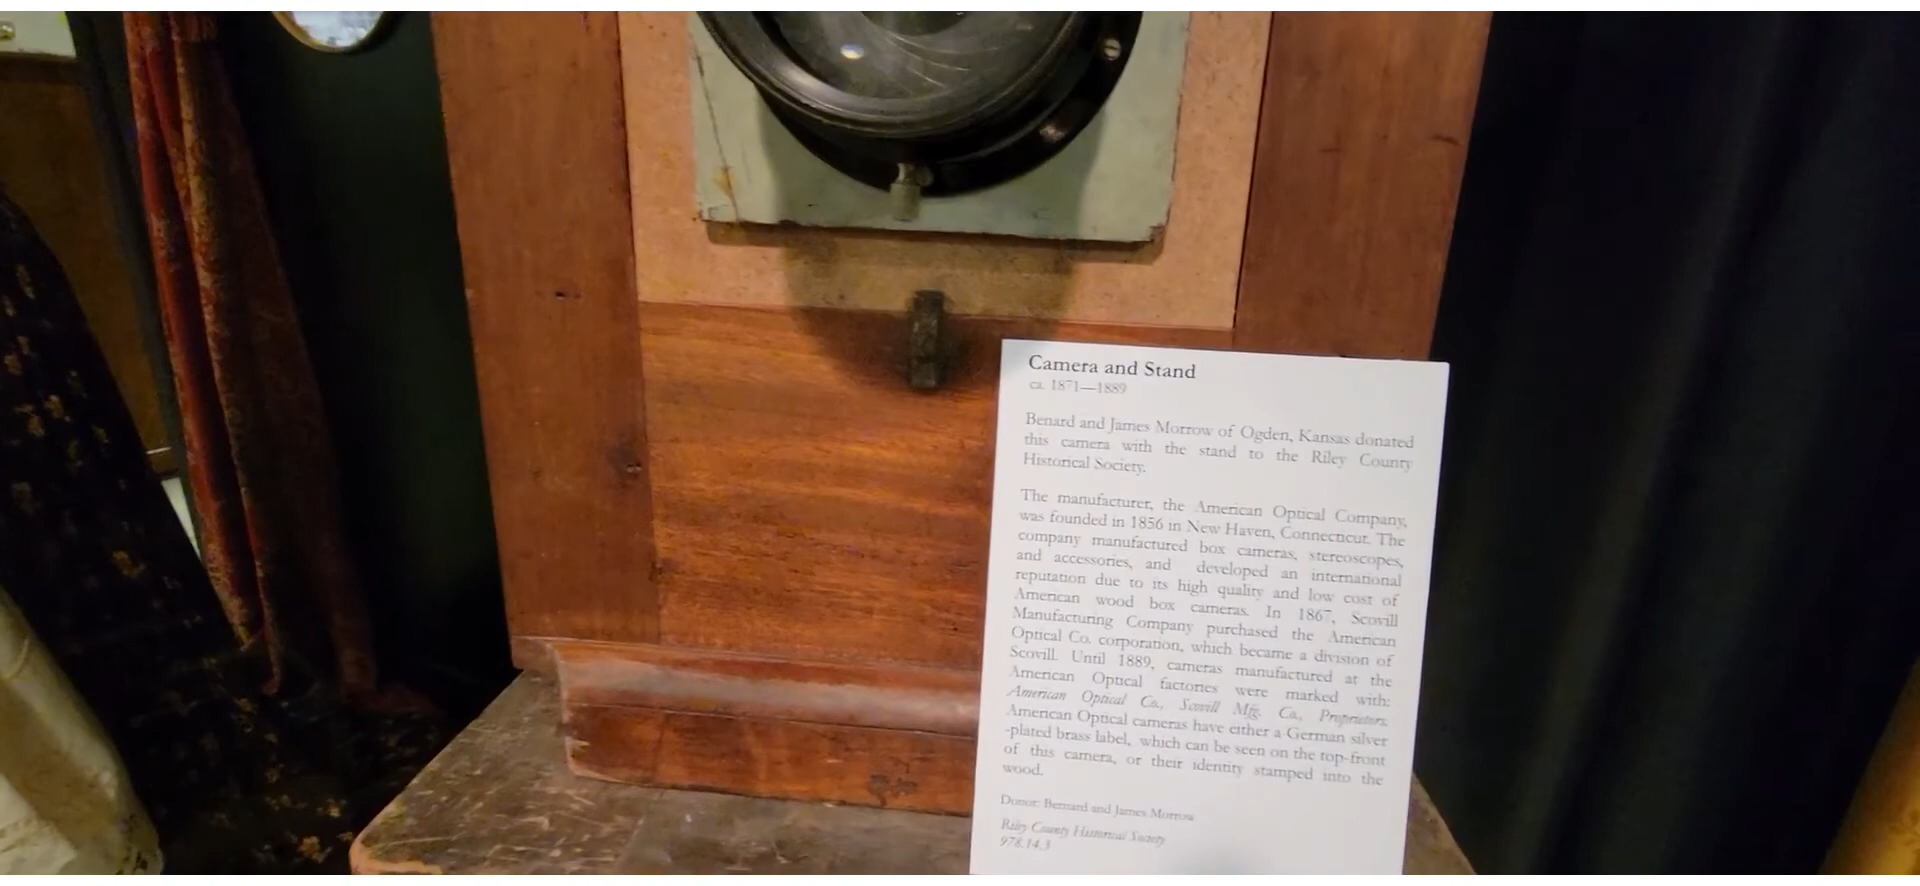 Camera and Stand
ca. 1871—1889
Benard and James Morrow of Ogden, Kansas donated
this camera with the stand to the Riley County
Historical Society.
The manufacturer, the American Optical Company,
was founded in 1856 in New Haven, Connecticut. The
company manufactured box cameras, stereoscopes,
and accessories, and developed an international
reputation due to its high quality and low cost of
American wood box cameras. In 1867, Scovill
Manufacturing Company purchased the American
Optical Co. corporation, which became a division of
Scovill. Until 1889, cameras manufactured at the
American Optical factories were marked with:
American Optical Co., Scovill Mfg. Co., Proprietors.
American Optical cameras have either a German silver
-plated brass label, which can be seen on the top-front
of this camera, or their identity stamped into the
wood.
Donor: Bernard and James Morrow
Riley County Historical Society
978.14.3